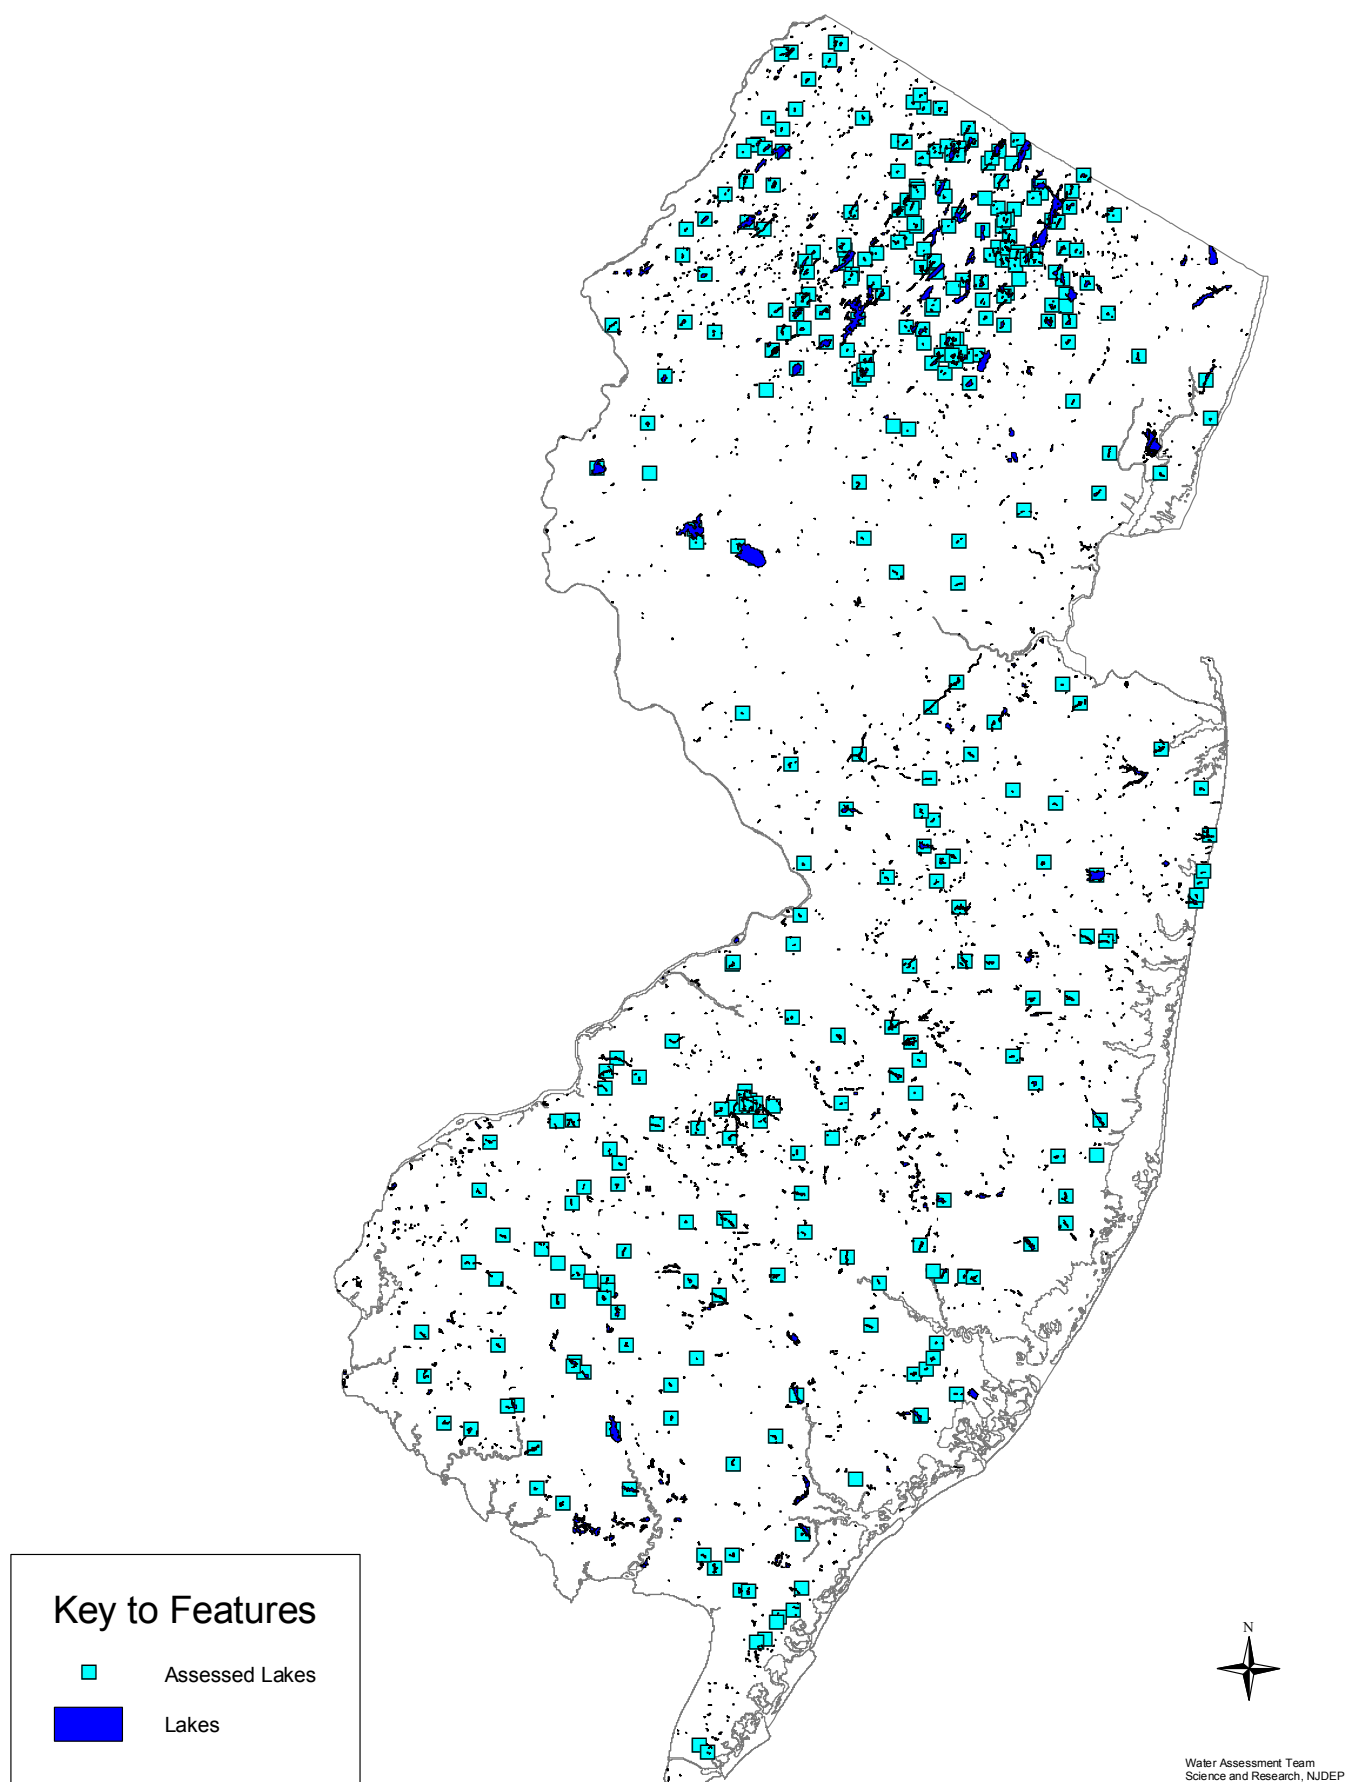 Key to Features
Assessed Lakes
Lakes
N
Water Assessment Team
Science and Research, NJDEP